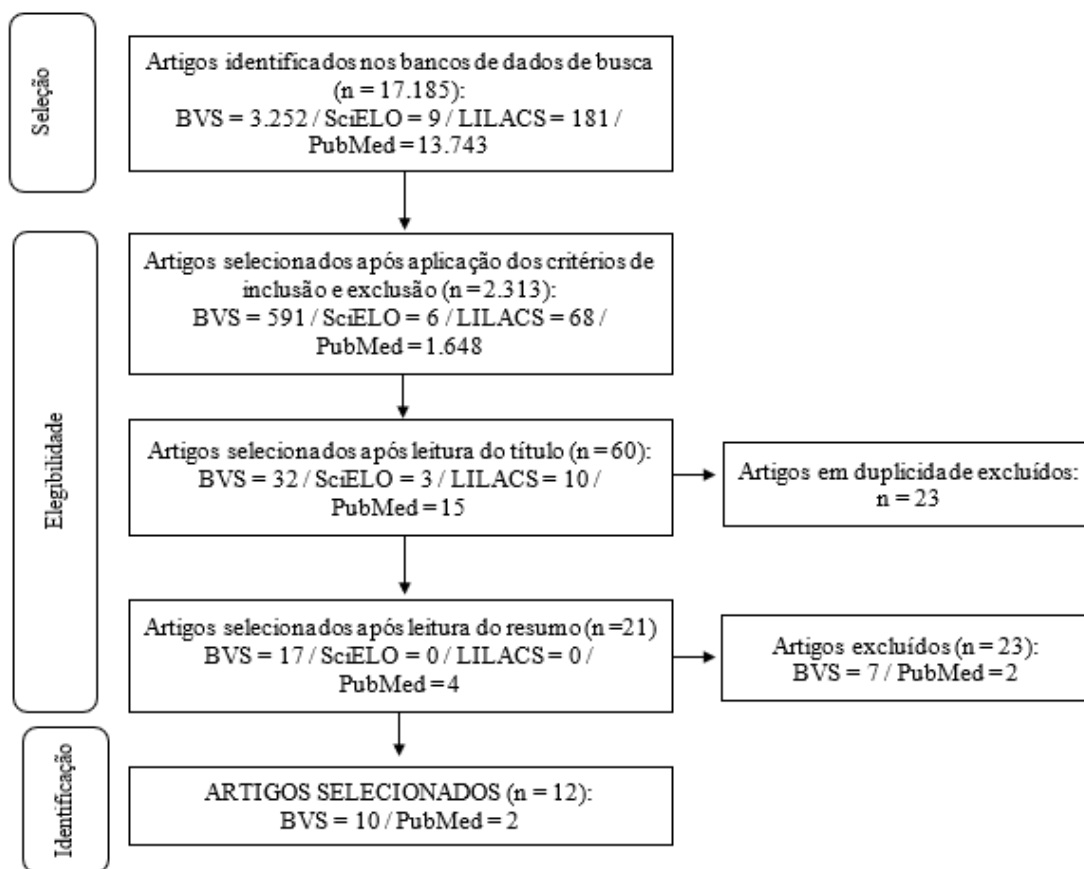 Seleção
Artigos identificados nos bancos de dados de busca
(n = 17.185):
BVS = 3.252 / SciELO = 9 / LILACS = 181 /
PubMed = 13.743
Elegibilidade
Artigos selecionados após aplicação dos critérios de
inclusão e exclusão (n = 2.313):
BVS = 591 / SciELO = 6 / LILACS = 68 /
PubMed = 1.648
Artigos selecionados após leitura do título (n = 60):
BVS = 32 / SciELO = 3 / LILACS = 10 /
PubMed = 15
Artigos em duplicidade excluídos:
n = 23
Artigos selecionados após leitura do resumo (n =21)
BVS = 17 / SciELO = 0 / LILACS = 0 /
PubMed = 4
Artigos excluídos (n = 23):
BVS = 7 / PubMed = 2
Identificação
ARTIGOS SELECIONADOS (n = 12):
BVS = 10 / PubMed = 2